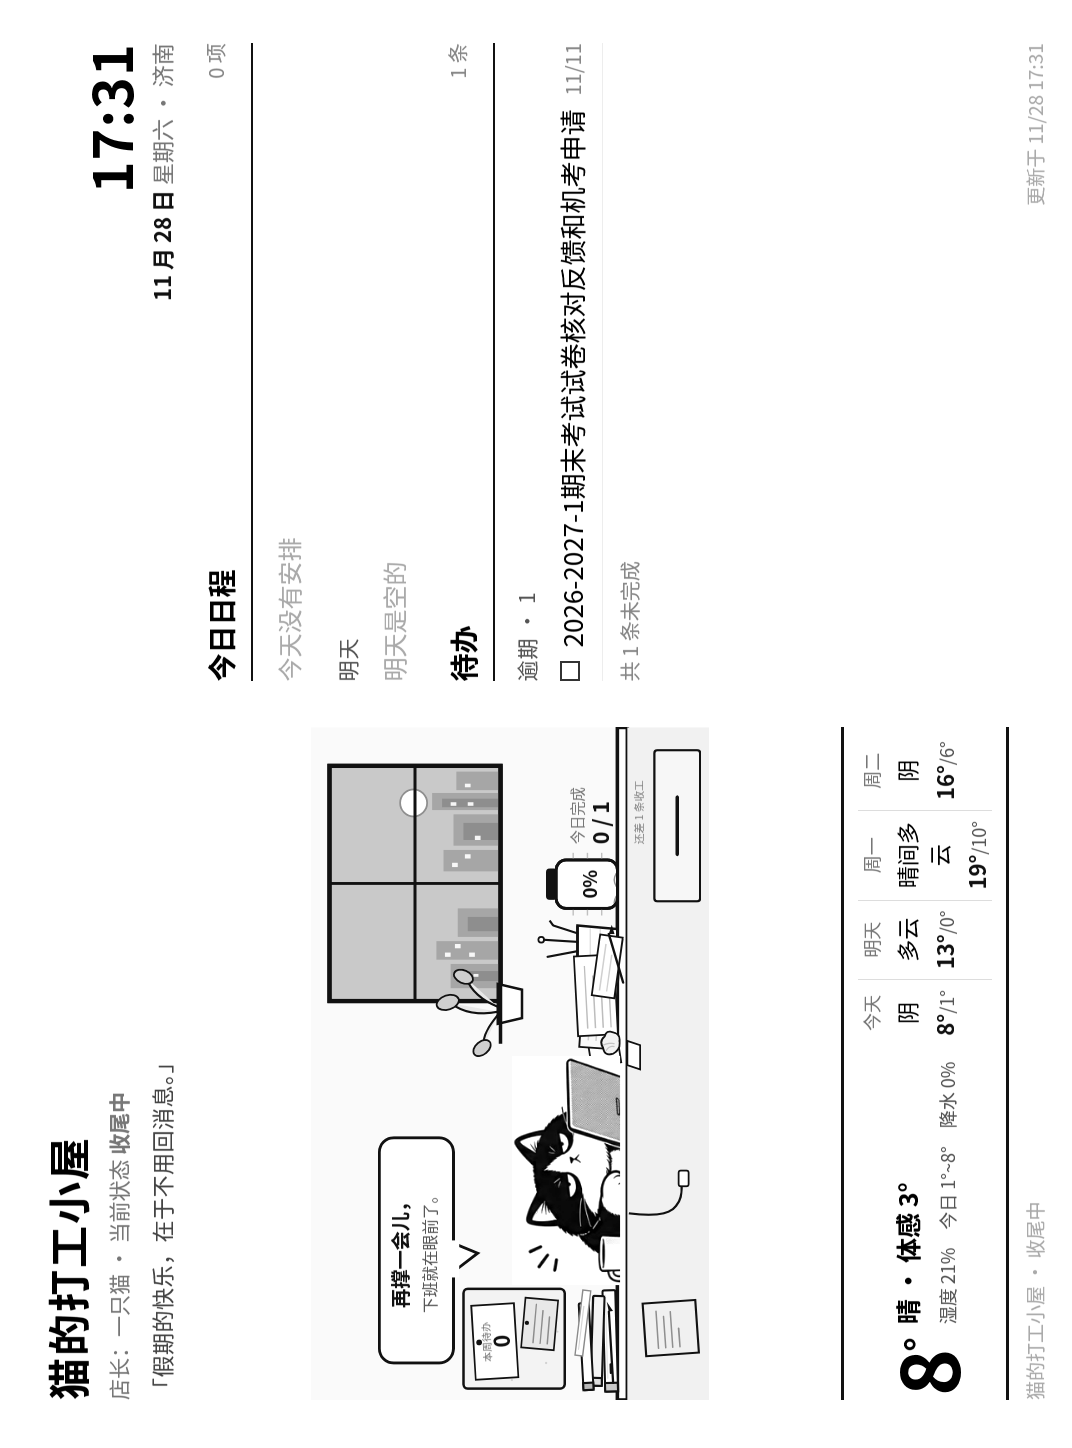 猫的打工小屋
店长：一只猫 · 当前状态 收尾中
「假期的快乐，在于不用回消息。」
再撑一会儿，
下班就在眼前了。
本周待办
0
0%
今日完成
0 / 1
还差 1 条收工
8° 晴 · 体感 3°
湿度 21% 今日 1°~8° 降水 0%
今天
阴
8°/1°
明天
多云
13°/0°
周一
晴间多云
19°/10°
周二
阴
16°/6°
猫的打工小屋 · 收尾中
17:31
11 月 28 日 星期六 · 济南
今日日程 0 项
今天没有安排
明天
明天是空的
待办 1 条
逾期 · 1
2026-2027-1期末考试试卷核对反馈和机考申请 11/11
共 1 条未完成
更新于 11/28 17:31